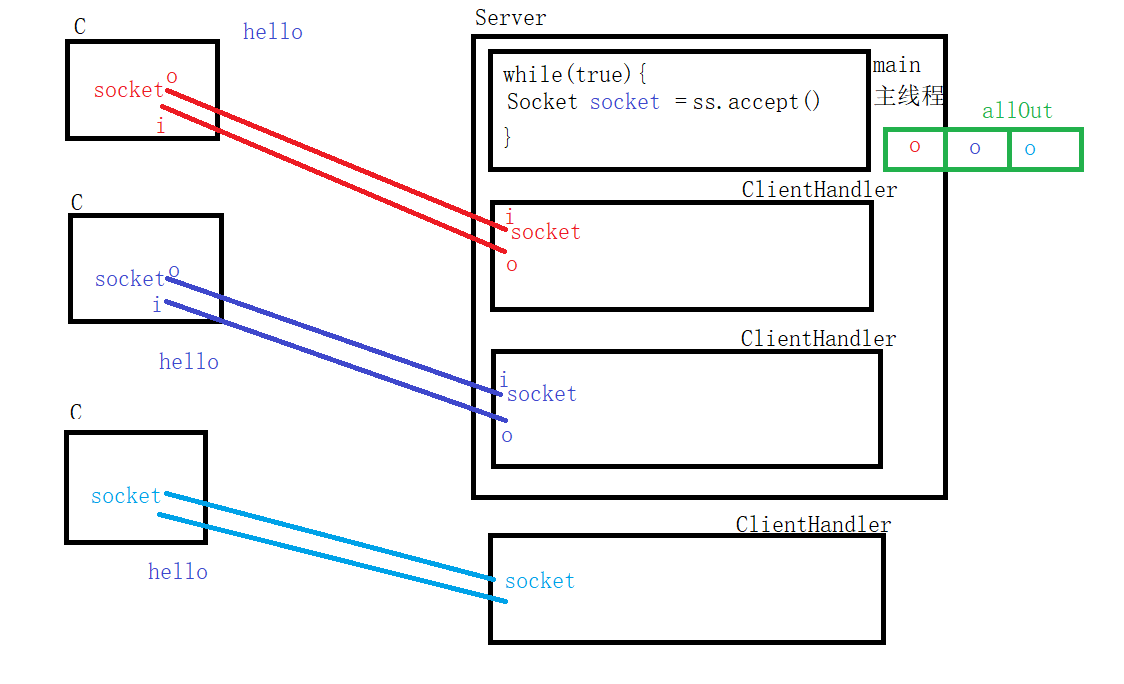 C
hello
socket
o
i
C
socket
o
i
hello
C
socket
hello
Server
while(true){
Socket socket =ss.accept()
}
main
主线程
allOut
o o o
ClientHandler
i
socket
o
ClientHandler
i
socket
o
ClientHandler
socket